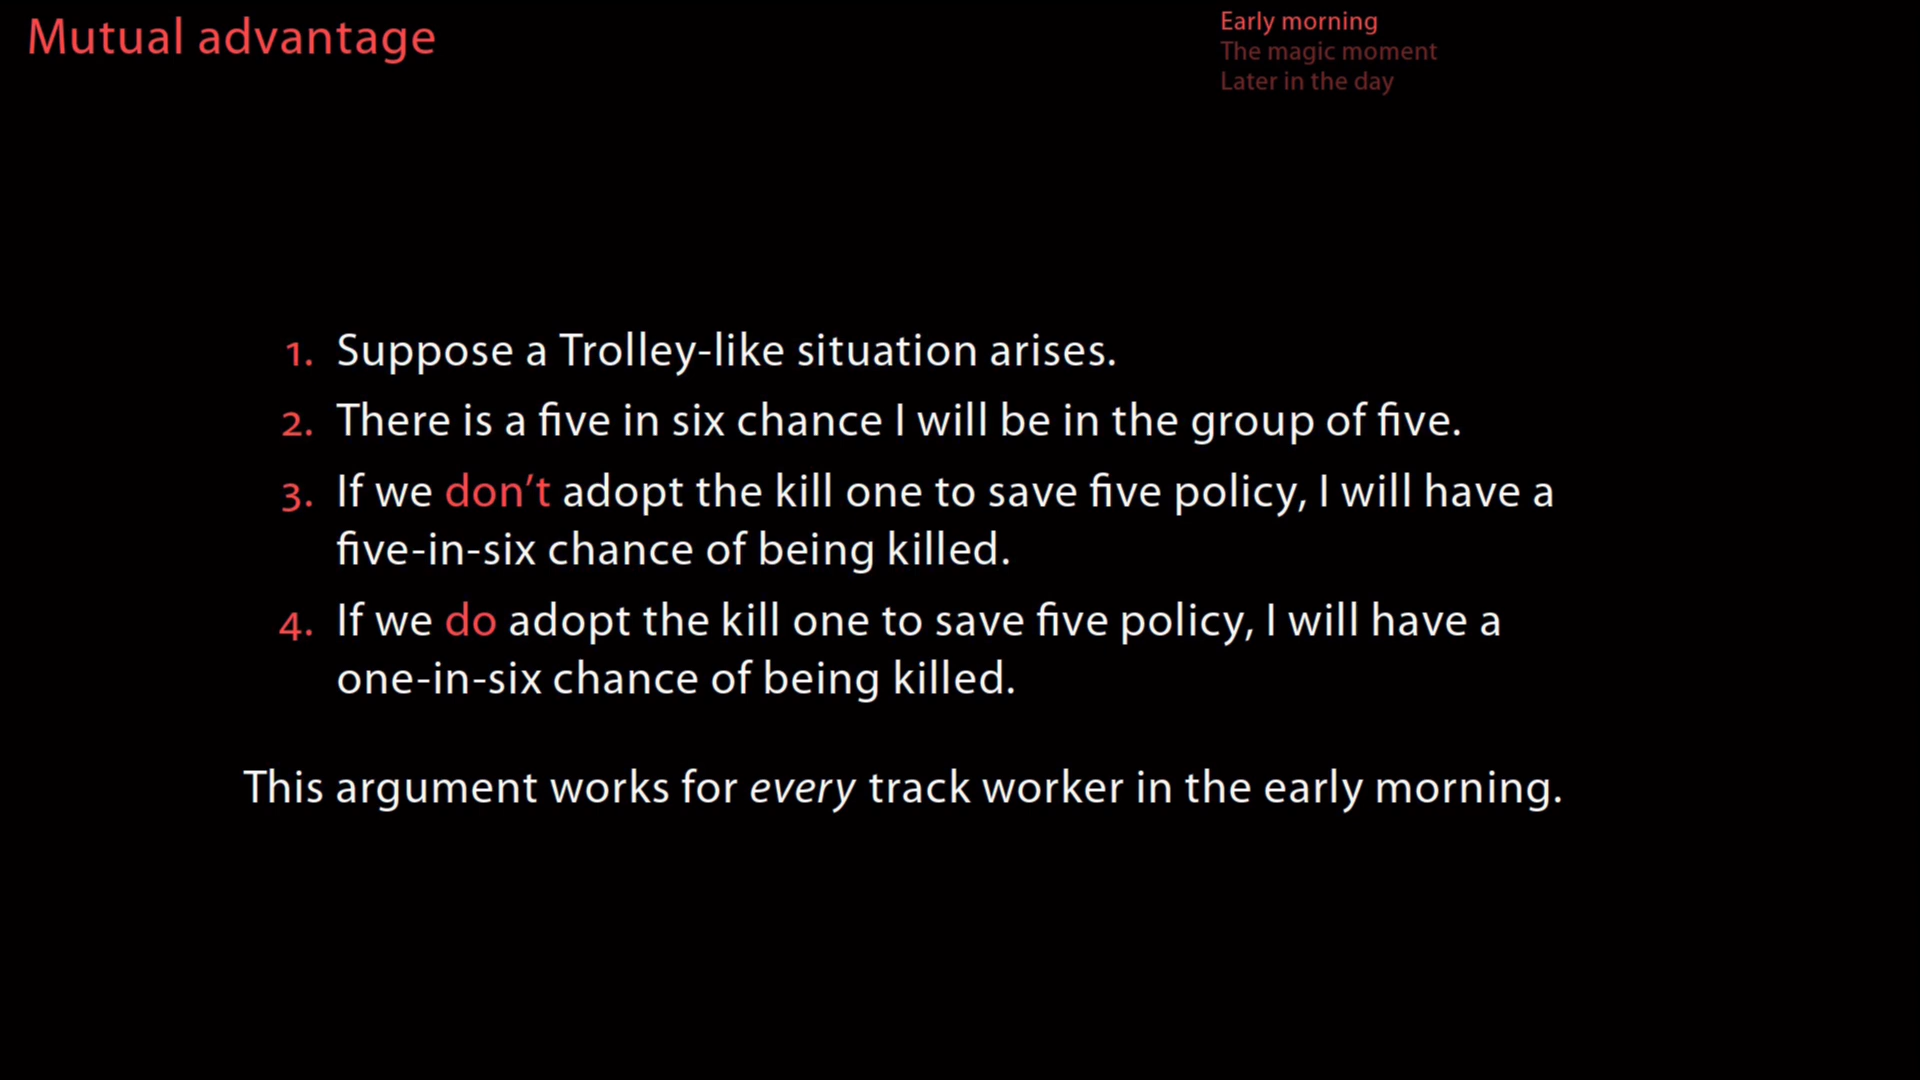 Mutual advantage
Early morning
The magic moment
Later in the day
1. Suppose a Trolley-like situation arises.
2. There is a five in six chance I will be in the group of five.
3. If we don’t adopt the kill one to save five policy, I will have a
five-in-six chance of being killed.
4. If we do adopt the kill one to save five policy, I will have a
one-in-six chance of being killed.
This argument works for every track worker in the early morning.